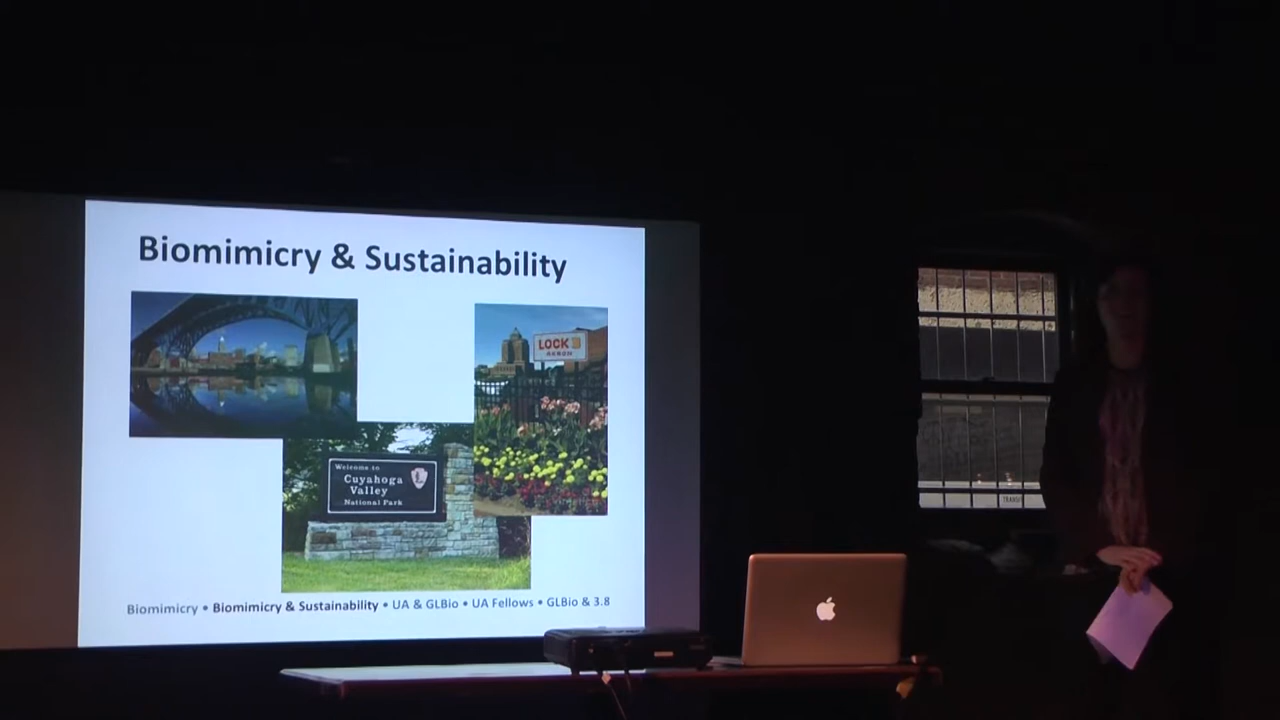 Biomimicry & Sustainability
LOCK 3
AKRON
Welcome to
Cuyahoga
Valley
National Park
Biomimicry • Biomimicry & Sustainability • UA & GLBio • UA Fellows • GLBio & 3.8
TRANSI